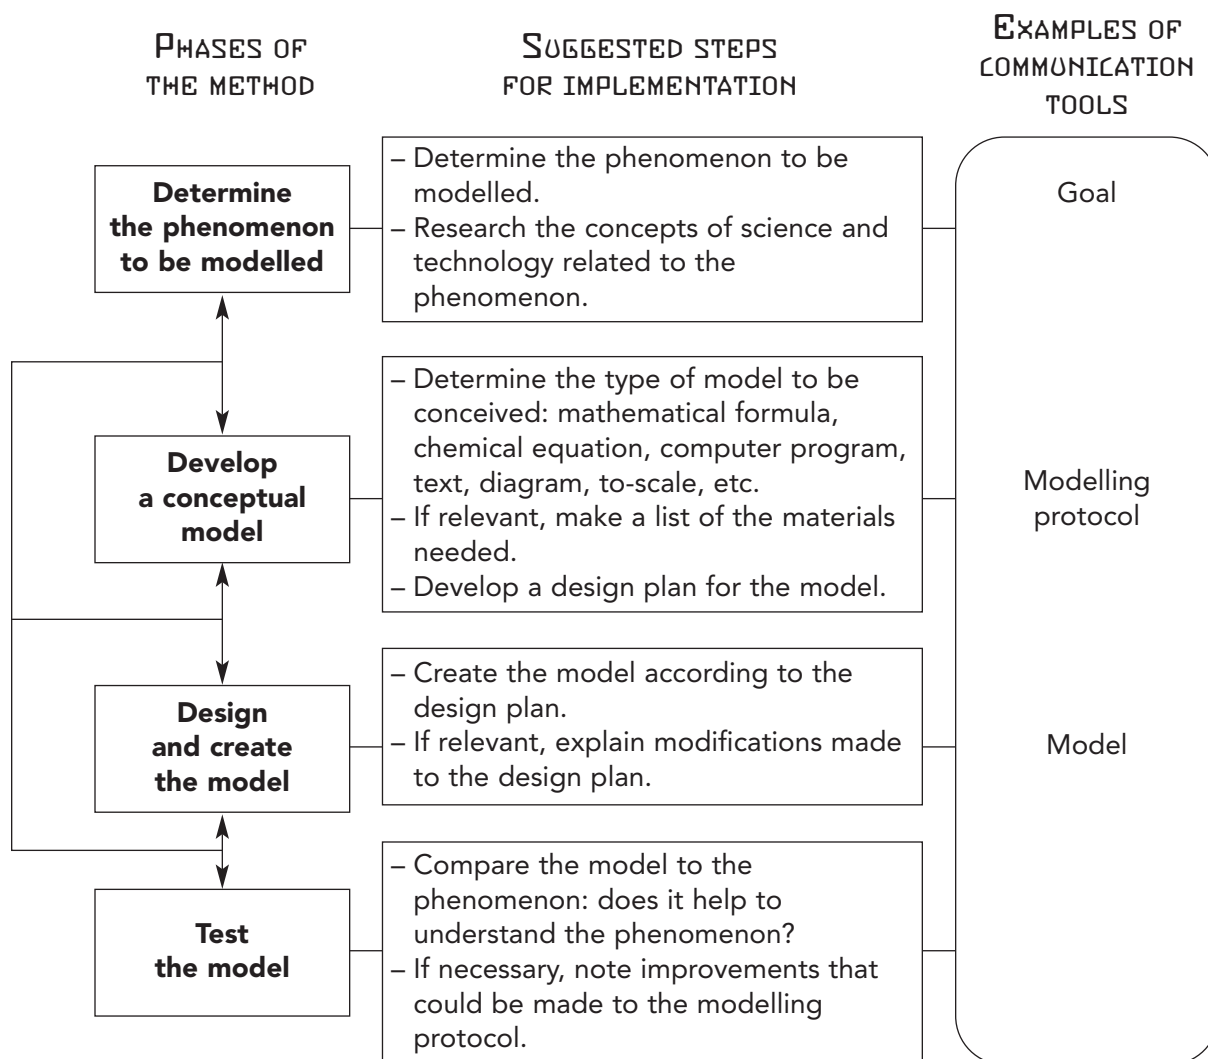 PHASES OF
THE METHOD
SUGGESTED STEPS
FOR IMPLEMENTATION
EXAMPLES OF
COMMUNICATION
TOOLS
Determine
the phenomenon
to be modelled
– Determine the phenomenon to be
modelled.
– Research the concepts of science and
technology related to the
phenomenon.
Goal
Develop
a conceptual
model
– Determine the type of model to be
conceived: mathematical formula,
chemical equation, computer program,
text, diagram, to-scale, etc.
– If relevant, make a list of the materials
needed.
– Develop a design plan for the model.
Modelling
protocol
Design
and create
the model
– Create the model according to the
design plan.
– If relevant, explain modifications made
to the design plan.
Model
Test
the model
– Compare the model to the
phenomenon: does it help to
understand the phenomenon?
– If necessary, note improvements that
could be made to the modelling
protocol.